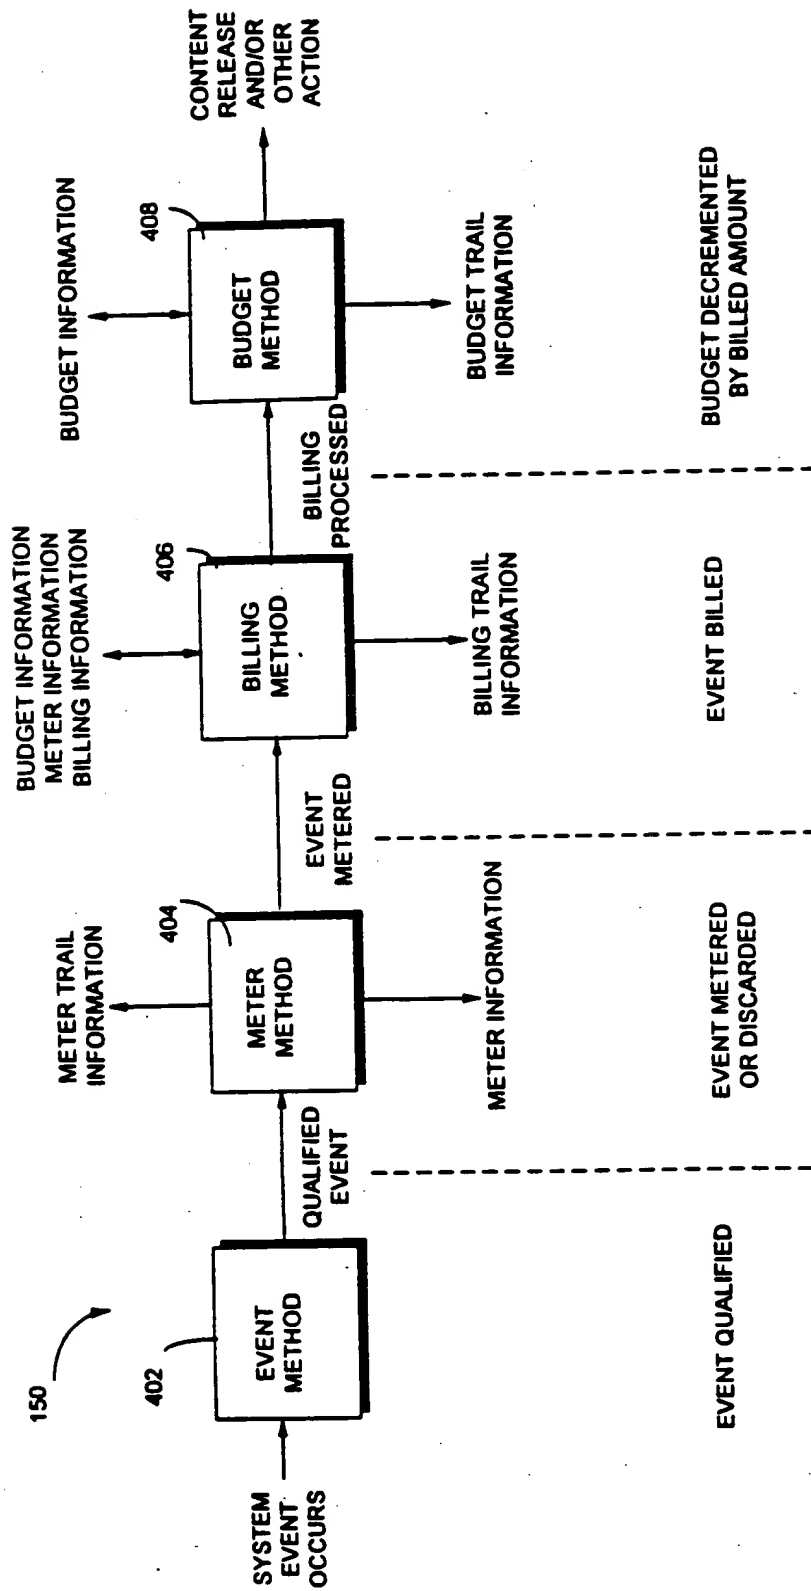 150
SYSTEM
EVENT
OCCURS
402
EVENT
METHOD
QUALIFIED
EVENT
METER TRAIL
INFORMATION
404
METER
METHOD
METER INFORMATION
EVENT
METERED
BUDGET INFORMATION
METER INFORMATION
BILLING INFORMATION
406
BILLING
METHOD
BILLING TRAIL
INFORMATION
BILLING
PROCESSED
BUDGET INFORMATION
408
BUDGET
METHOD
BUDGET TRAIL
INFORMATION
CONTENT
RELEASE
AND/OR
OTHER
ACTION
EVENT QUALIFIED
EVENT METERED
OR DISCARDED
EVENT BILLED
BUDGET DECREMENTED
BY BILLED AMOUNT